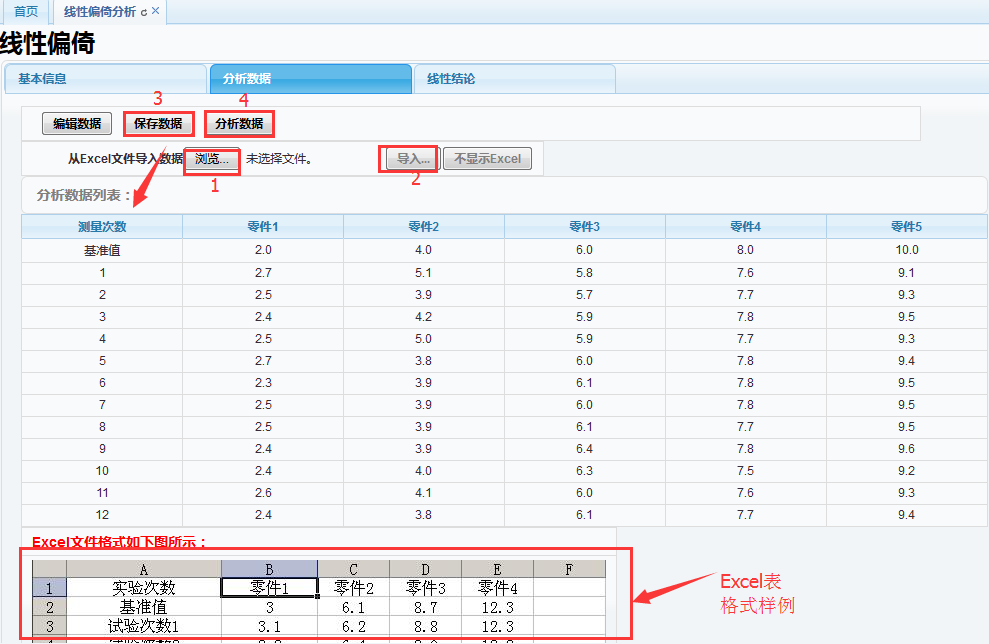 首页 线性偏倚分析
线性偏倚
基本信息 分析数据 线性结论
3 4
编辑数据 保存数据 分析数据
从Excel文件导入数据 浏览... 未选择文件。 导入... 不显示Excel
1 2
分析数据列表：
测量次数 零件1 零件2 零件3 零件4 零件5
基准值 2.0 4.0 6.0 8.0 10.0
1 2.7 5.1 5.8 7.6 9.1
2 2.5 3.9 5.7 7.7 9.3
3 2.4 4.2 5.9 7.8 9.5
4 2.5 5.0 5.9 7.7 9.3
5 2.7 3.8 6.0 7.8 9.4
6 2.3 3.9 6.1 7.8 9.5
7 2.5 3.9 6.0 7.8 9.5
8 2.5 3.9 6.1 7.7 9.5
9 2.4 3.9 6.4 7.8 9.6
10 2.4 4.0 6.3 7.5 9.2
11 2.6 4.1 6.0 7.6 9.3
12 2.4 3.8 6.1 7.7 9.4
Excel文件格式如下图所示：
A B C D E F
1 实验次数 零件1 零件2 零件3 零件4
2 基准值 3 6.1 8.7 12.3
3 试验次数1 3.1 6.2 8.8 12.3
Excel表
格式样例